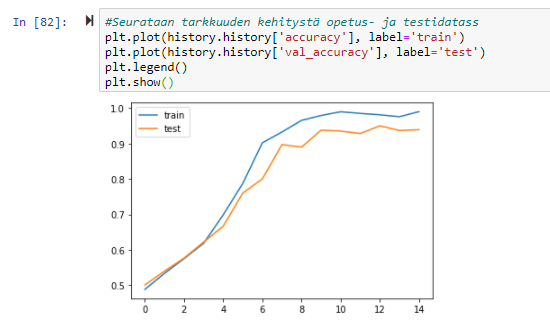 In [82]:
#Seurataan tarkkuuden kehitystä opetus- ja testidatass
plt.plot(history.history['accuracy'], label='train')
plt.plot(history.history['val_accuracy'], label='test')
plt.legend()
plt.show()
1.0
0.9
0.8
0.7
0.6
0.5
train
test
0 2 4 6 8 10 12 14